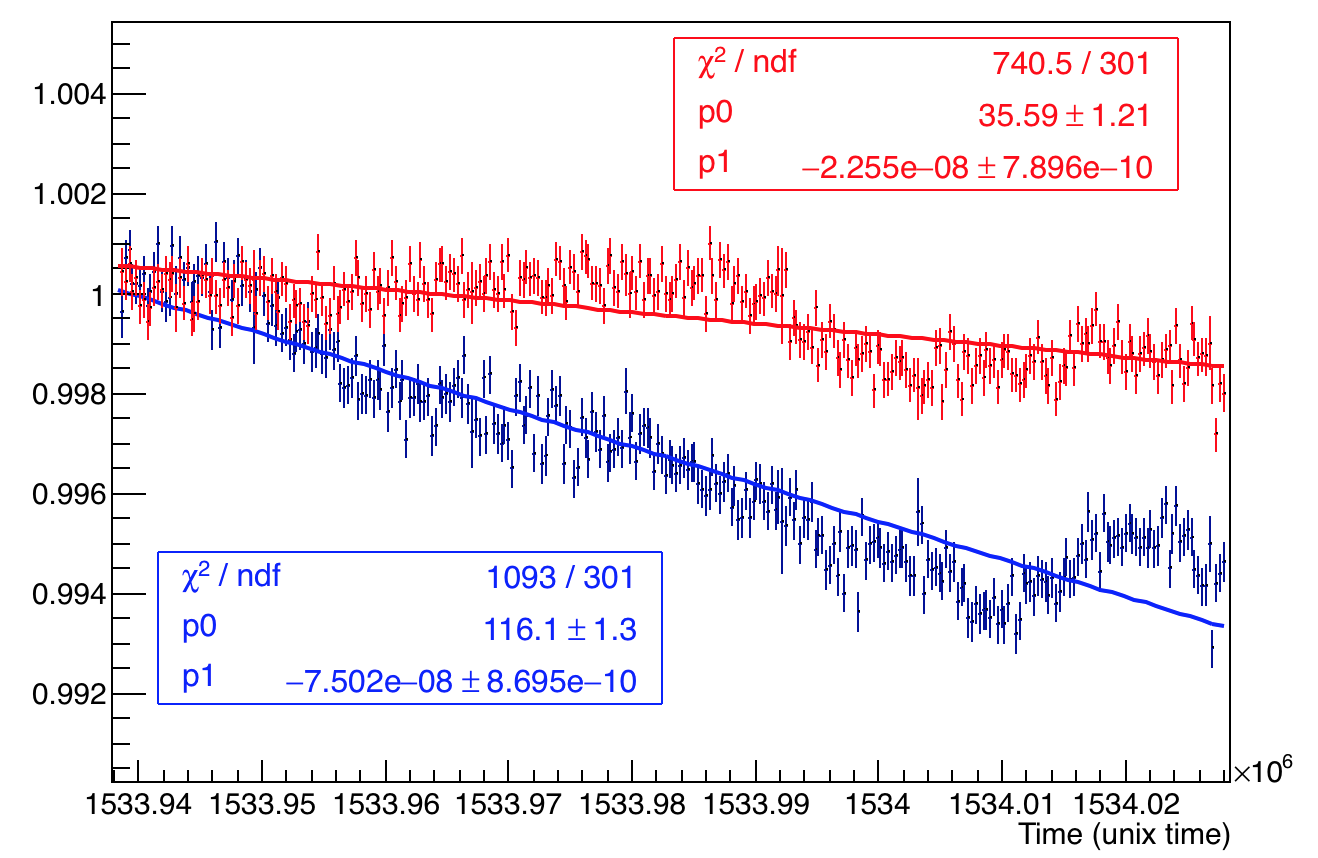 χ² / ndf 740.5 / 301
p0 35.59 ± 1.21
p1 −2.255e−08 ± 7.896e−10
1.004
1.002
1
0.998
0.996
0.994
0.992
χ² / ndf 1093 / 301
p0 116.1 ± 1.3
p1 −7.502e−08 ± 8.695e−10
1533.94 1533.95 1533.96 1533.97 1533.98 1533.99 1534 1534.01 1534.02
×10⁶
Time (unix time)